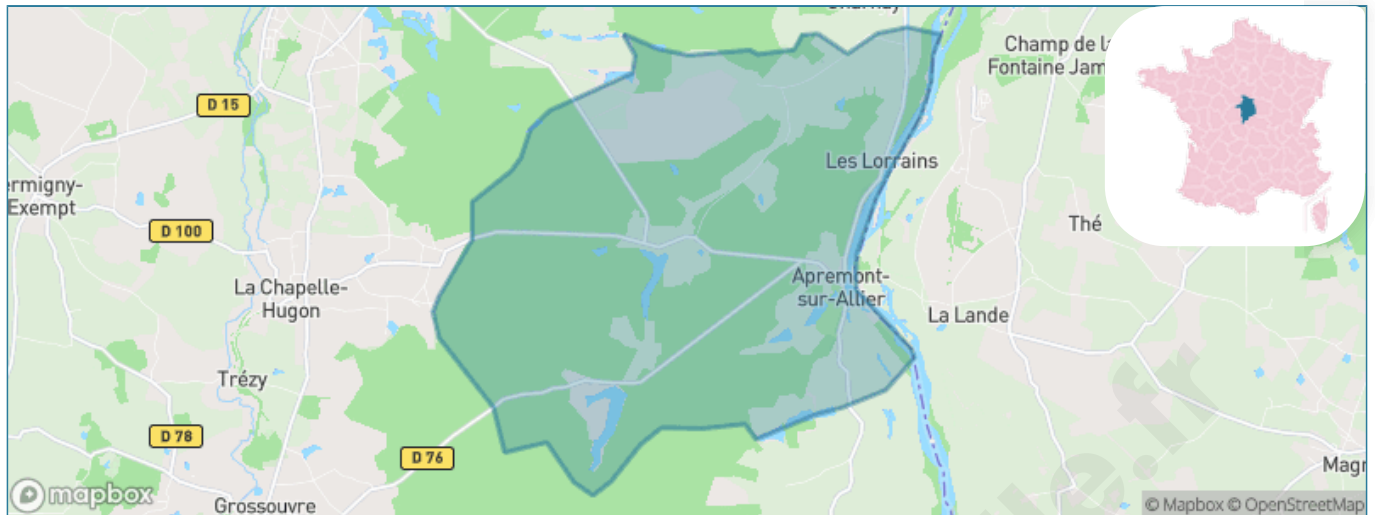 D 15
Champ de la
Fontaine Jam
Les Lorrains
ermigny-
Exempt
D 100
Thé
Apremont-
sur-Allier
La Chapelle-
Hugon
La Lande
Trézy
D 78
D 76
Magn
Grossouvre
mapbox
© Mapbox © OpenStreetMap